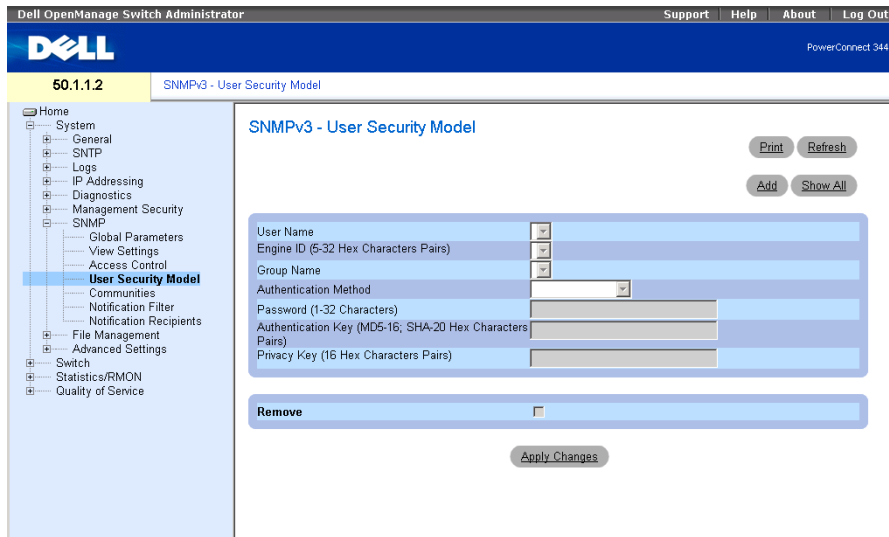 Dell OpenManage Switch Administrator
Support Help About Log Out
DELL
PowerConnect 344
50.1.1.2
SNMPv3 - User Security Model
Home
System
General
SNTP
Logs
IP Addressing
Diagnostics
Management Security
SNMP
Global Parameters
View Settings
Access Control
User Security Model
Communities
Notification Filter
Notification Recipients
File Management
Advanced Settings
Switch
Statistics/RMON
Quality of Service
SNMPv3 - User Security Model
Print Refresh
Add Show All
User Name
Engine ID (5-32 Hex Characters Pairs)
Group Name
Authentication Method
Password (1-32 Characters)
Authentication Key (MD5-16; SHA-20 Hex Characters
Pairs)
Privacy Key (16 Hex Characters Pairs)
Remove
Apply Changes